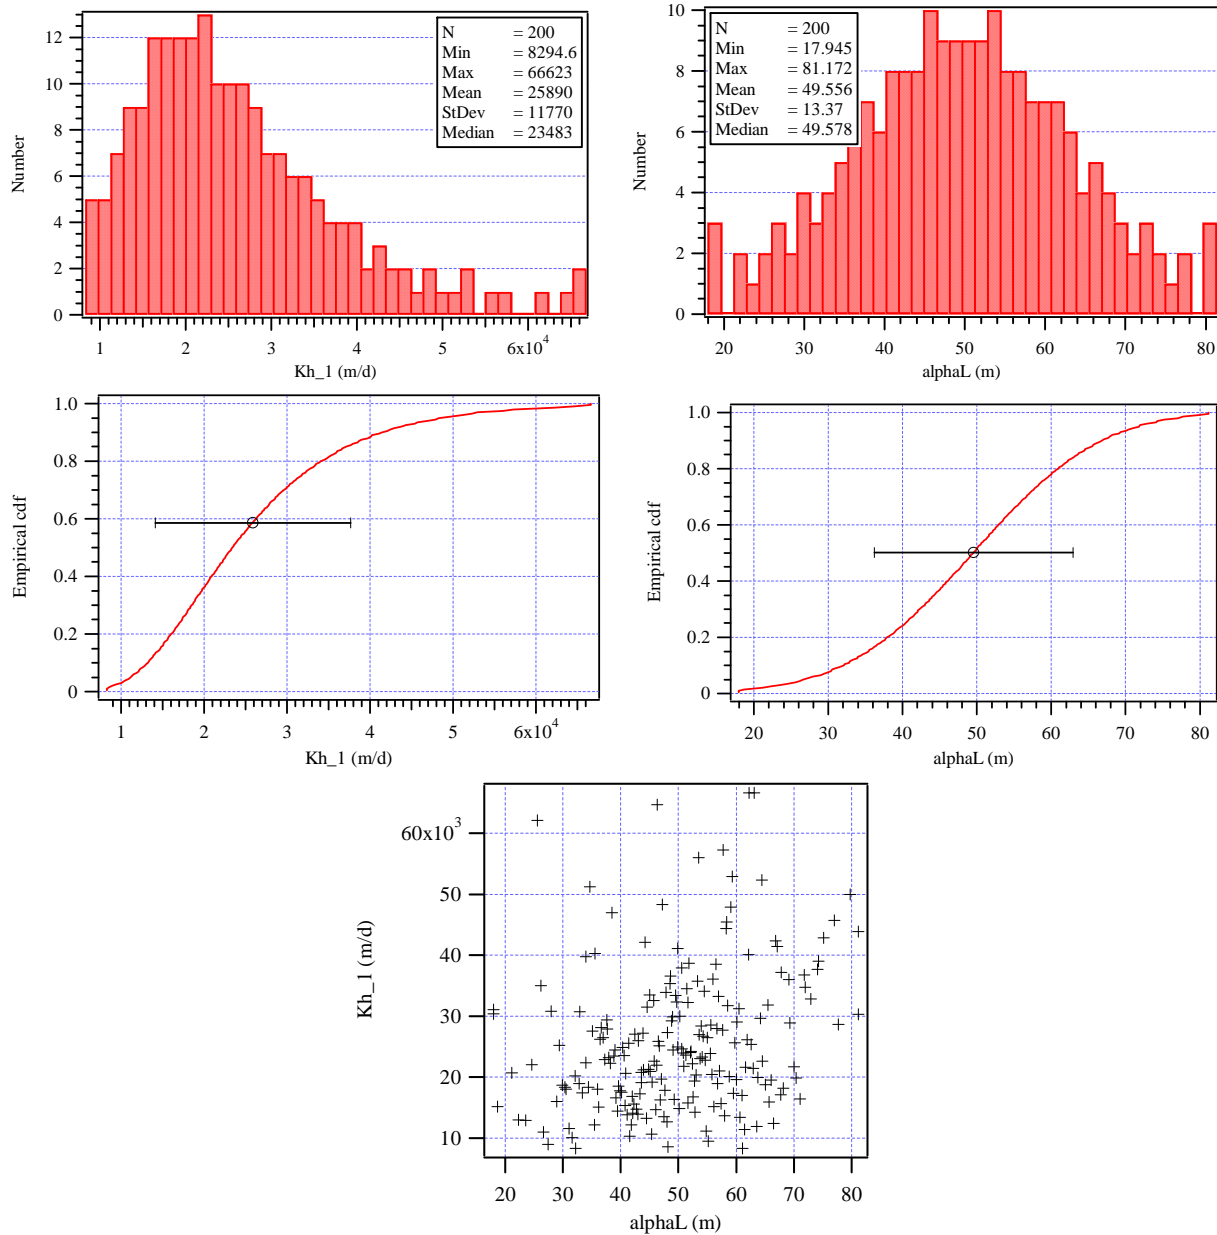 12
10
8
6
4
2
0
Number
N = 200
Min = 8294.6
Max = 66623
Mean = 25890
StDev = 11770
Median = 23483
1 2 3 4 5 6x10^4
Kh_1 (m/d)
10
8
6
4
2
0
Number
N = 200
Min = 17.945
Max = 81.172
Mean = 49.556
StDev = 13.37
Median = 49.578
20 30 40 50 60 70 80
alphaL (m)
1.0
0.8
0.6
0.4
0.2
0
Empirical cdf
1 2 3 4 5 6x10^4
Kh_1 (m/d)
1.0
0.8
0.6
0.4
0.2
0
Empirical cdf
20 30 40 50 60 70 80
alphaL (m)
60x10^3
50
40
30
20
10
Kh_1 (m/d)
20 30 40 50 60 70 80
alphaL (m)